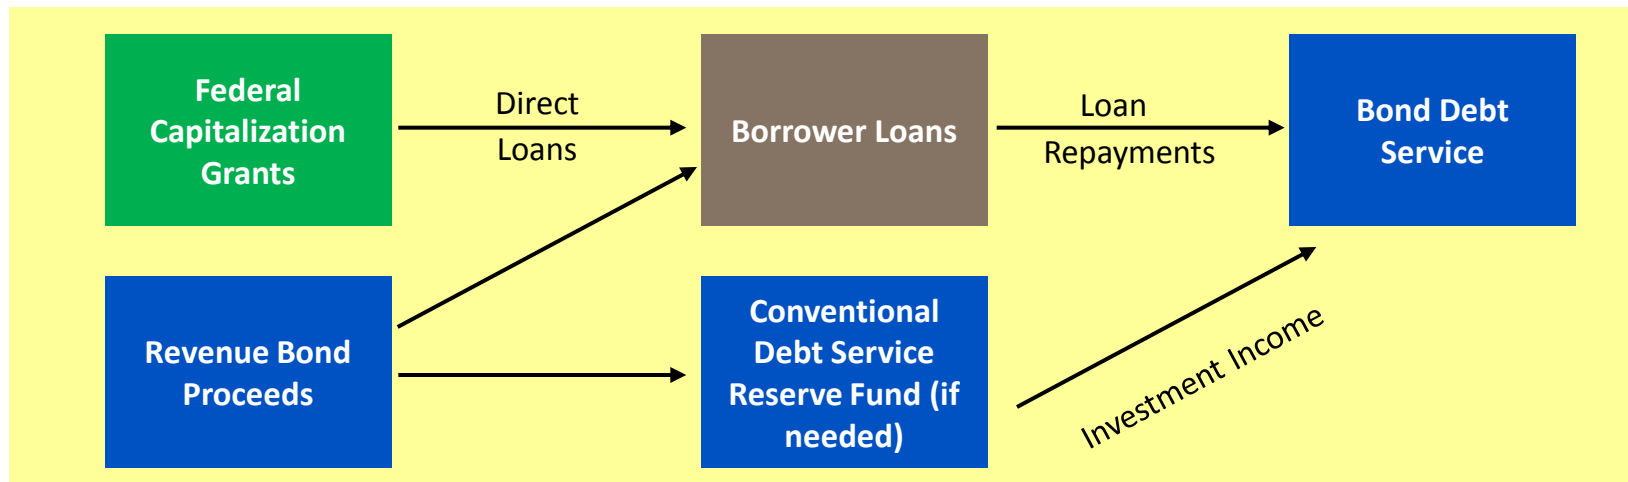 Federal
Capitalization
Grants
Direct
Loans
Borrower Loans
Loan
Repayments
Bond Debt
Service
Revenue Bond
Proceeds
Conventional
Debt Service
Reserve Fund (if
needed)
Investment Income